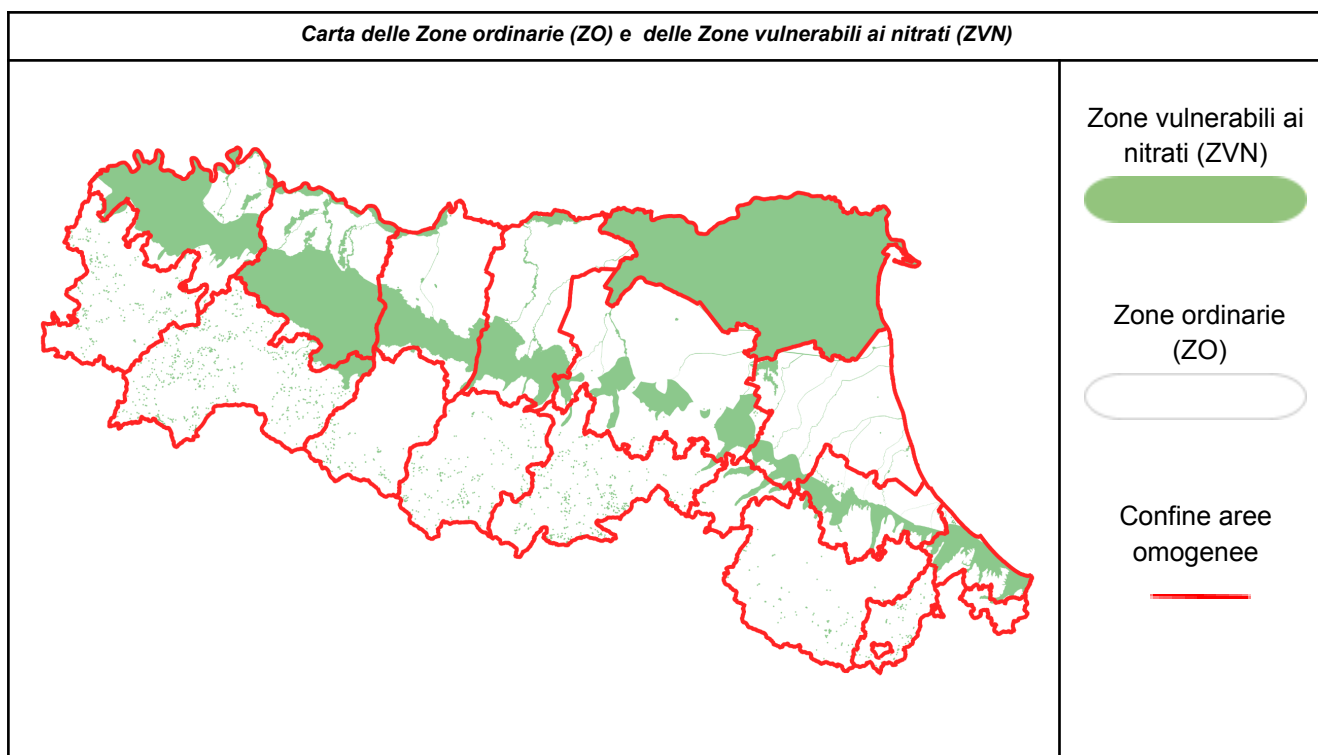 Carta delle Zone ordinarie (ZO) e delle Zone vulnerabili ai nitrati (ZVN)
Zone vulnerabili ai
nitrati (ZVN)
Zone ordinarie
(ZO)
Confine aree
omogenee